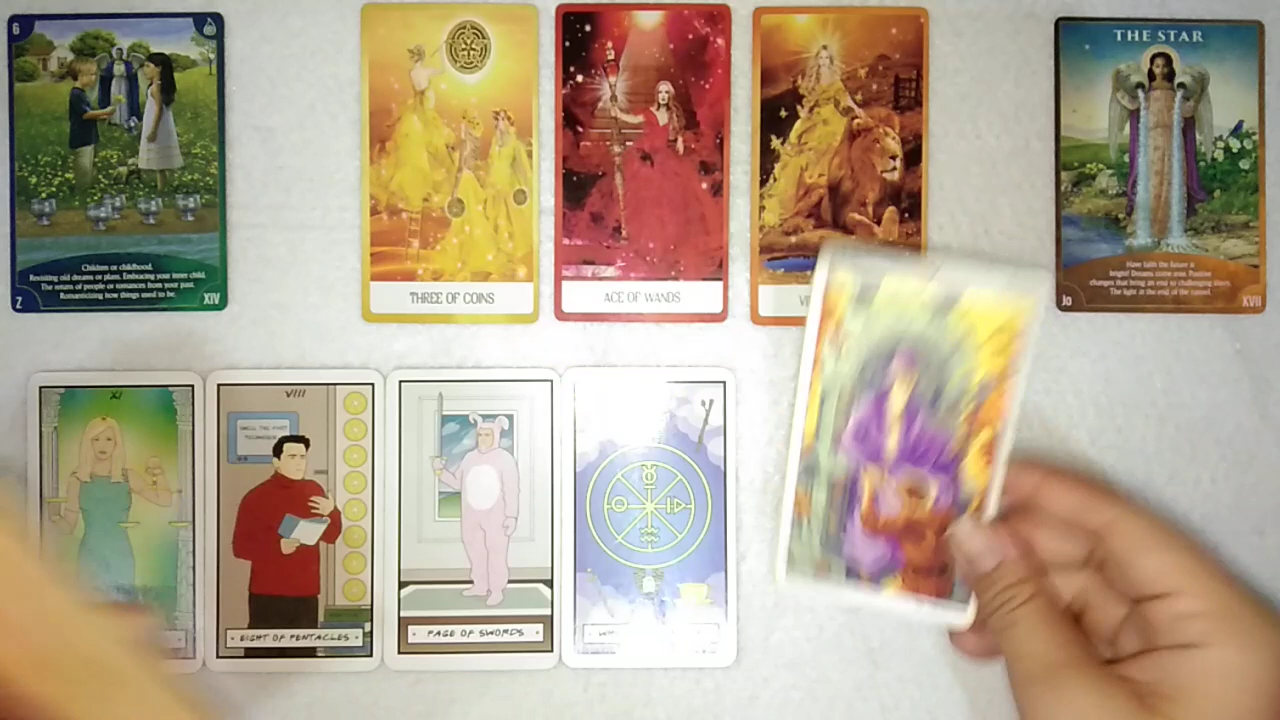 6
Children or childhood.
Revisiting old dreams or plans. Embracing your inner child.
The return of people or romances from your past.
Romanticizing how things used to be.
Z
XIV
THREE OF COINS
ACE OF WANDS
THE STAR
Have faith the future is
bright! Dreams come true. Positive
changes that bring an end to challenging times.
The light at the end of the tunnel.
Jo
XVII
XI
VIII
SMELL THE FART
EIGHT OF PENTACLES
PAGE OF SWORDS